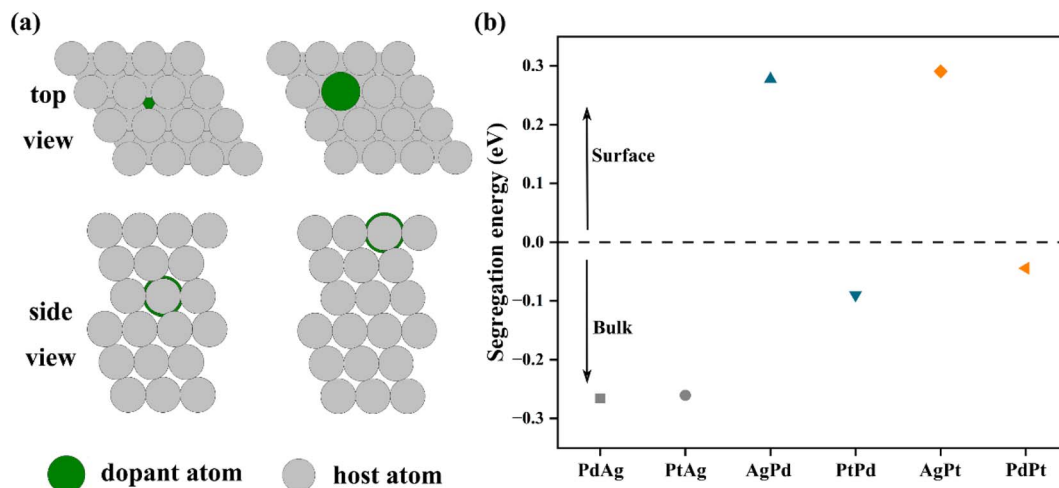 (a)
top
view
side
view
dopant atom
host atom
(b)
Segregation energy (eV)
0.3
0.2
0.1
0.0
−0.1
−0.2
−0.3
Surface
Bulk
PdAg PtAg AgPd PtPd AgPt PdPt